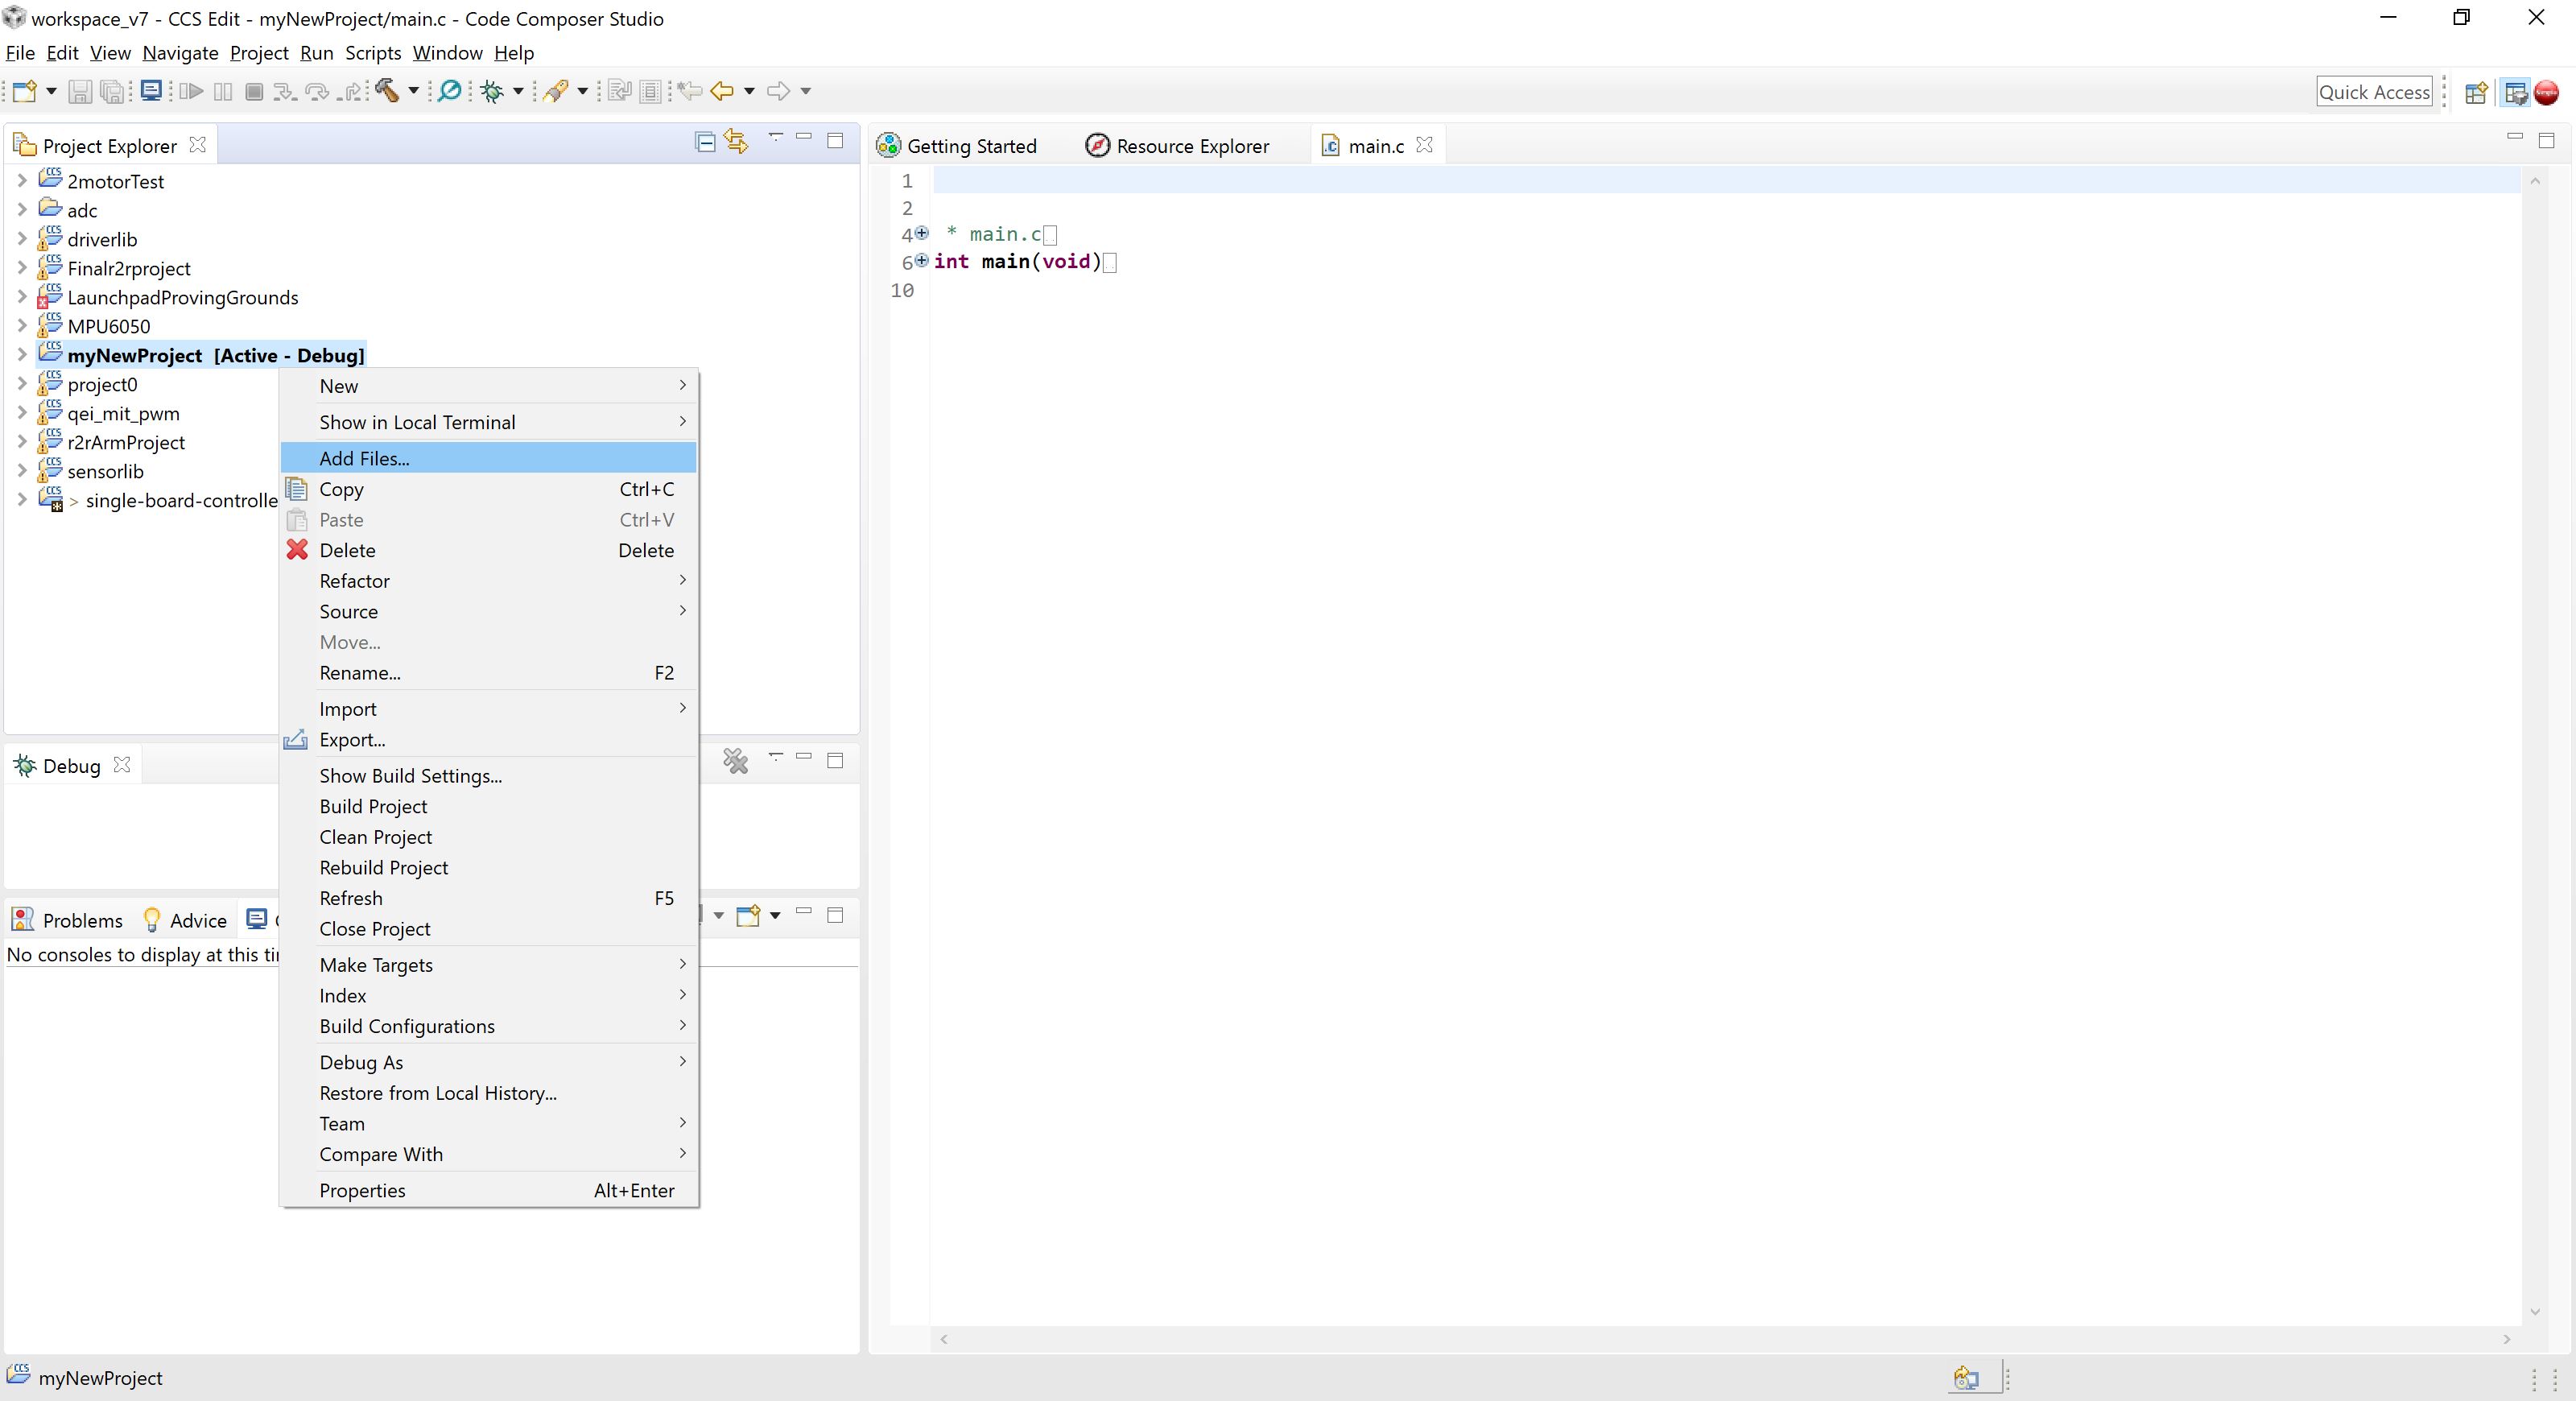 workspace_v7 - CCS Edit - myNewProject/main.c - Code Composer Studio
File Edit View Navigate Project Run Scripts Window Help
Quick Access
Project Explorer
2motorTest
adc
driverlib
Finalr2rproject
LaunchpadProvingGrounds
MPU6050
myNewProject [Active - Debug]
project0
qei_mit_pwm
r2rArmProject
sensorlib
> single-board-controlle
New
Show in Local Terminal
Add Files...
Copy Ctrl+C
Paste Ctrl+V
Delete Delete
Refactor
Source
Move...
Rename... F2
Import
Export...
Show Build Settings...
Build Project
Clean Project
Rebuild Project
Refresh F5
Close Project
Make Targets
Index
Build Configurations
Debug As
Restore from Local History...
Team
Compare With
Properties Alt+Enter
Debug
Problems Advice
No consoles to display at this ti
Getting Started Resource Explorer main.c
1
2
4 * main.c
6 int main(void)
10
myNewProject